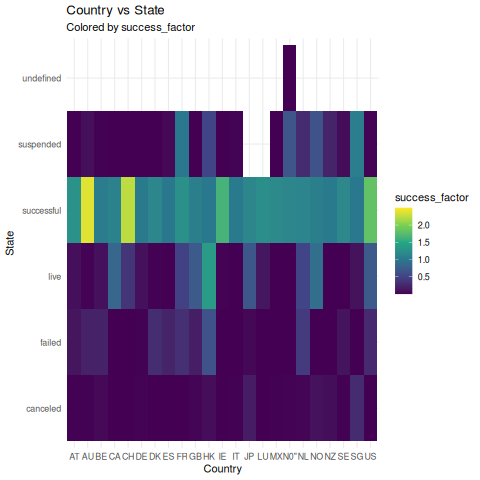 Country vs State
Colored by success_factor
undefined
suspended
successful
live
failed
canceled
State
AT AU BE CA CH DE DK ES FR GB HK IE IT JP LU MX N0" NL NO NZ SE SG US
Country
success_factor
2.0
1.5
1.0
0.5